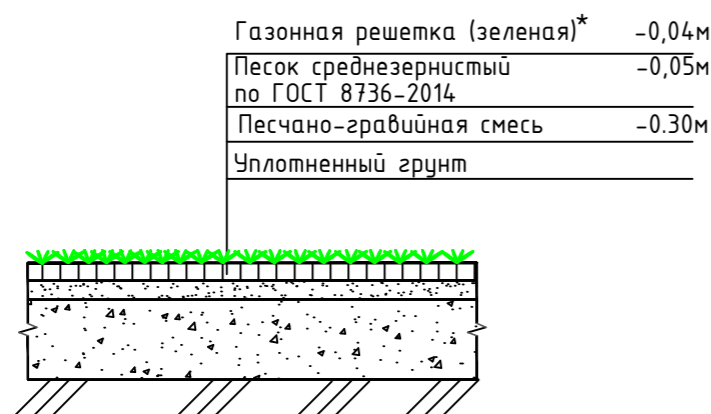 Газонная решетка (зеленая)* -0,04м
Песок среднезернистый -0,05м
по ГОСТ 8736-2014
Песчано-гравийная смесь -0.30м
Уплотненный грунт